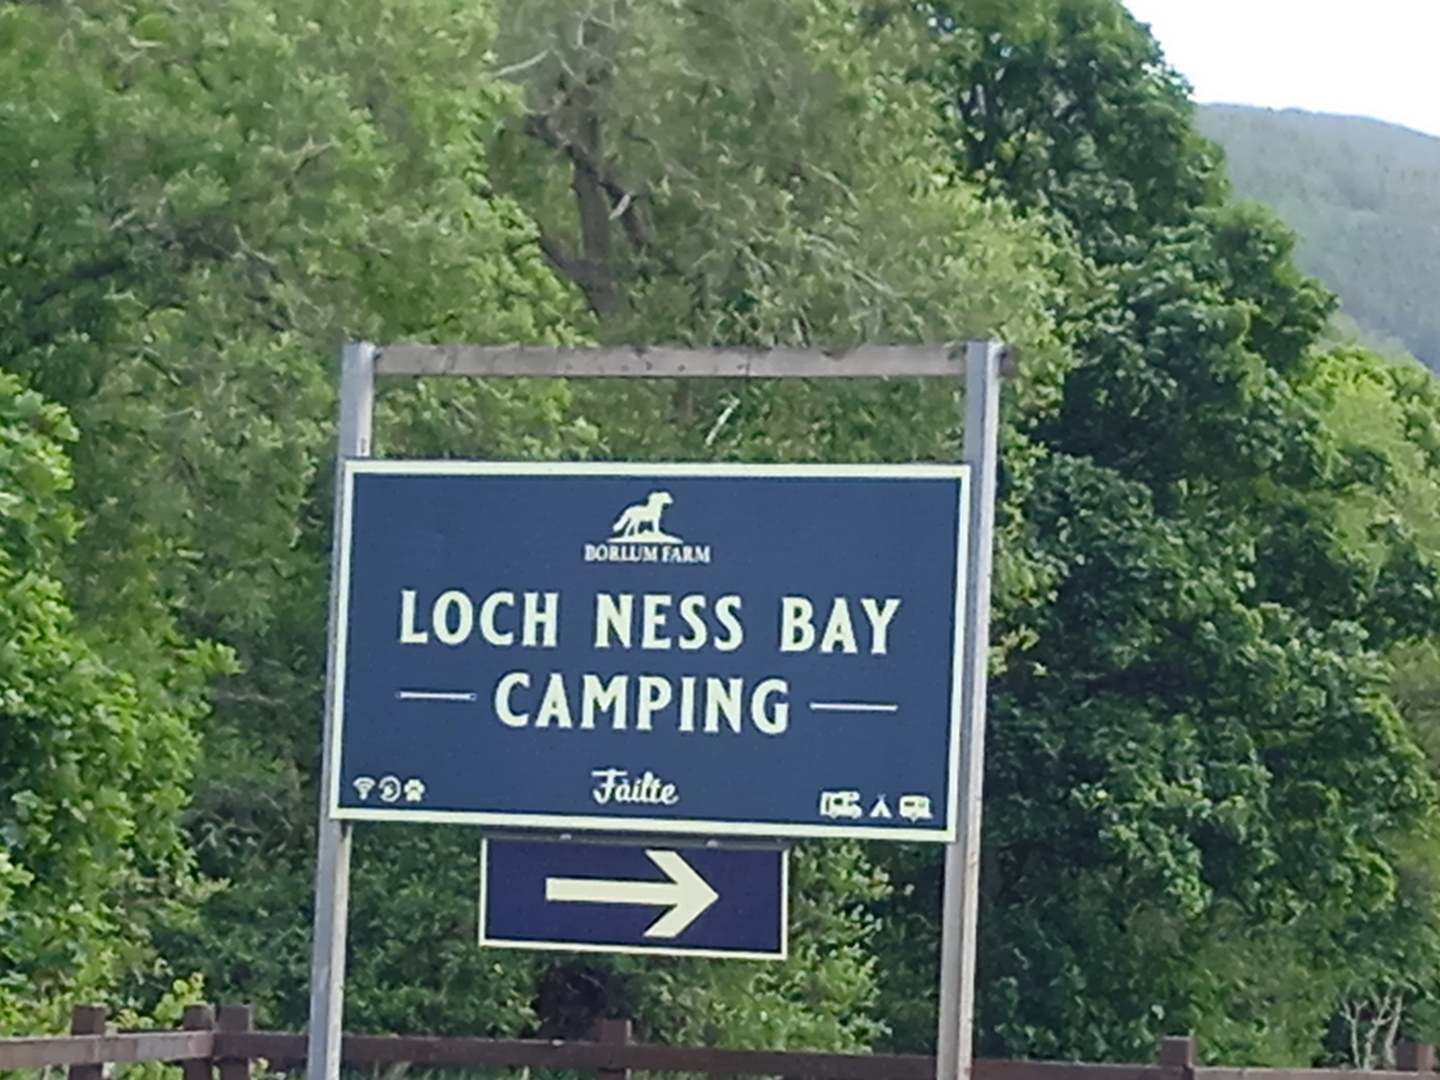 BORLUM FARM
LOCH NESS BAY
CAMPING
Fàilte